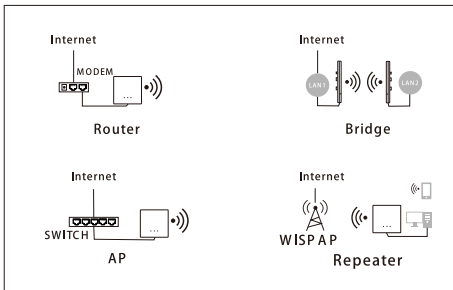 Internet
MODEM
Router
Internet
LAN1
LAN2
Bridge
Internet
SWITCH
AP
Internet
WISP AP
Repeater